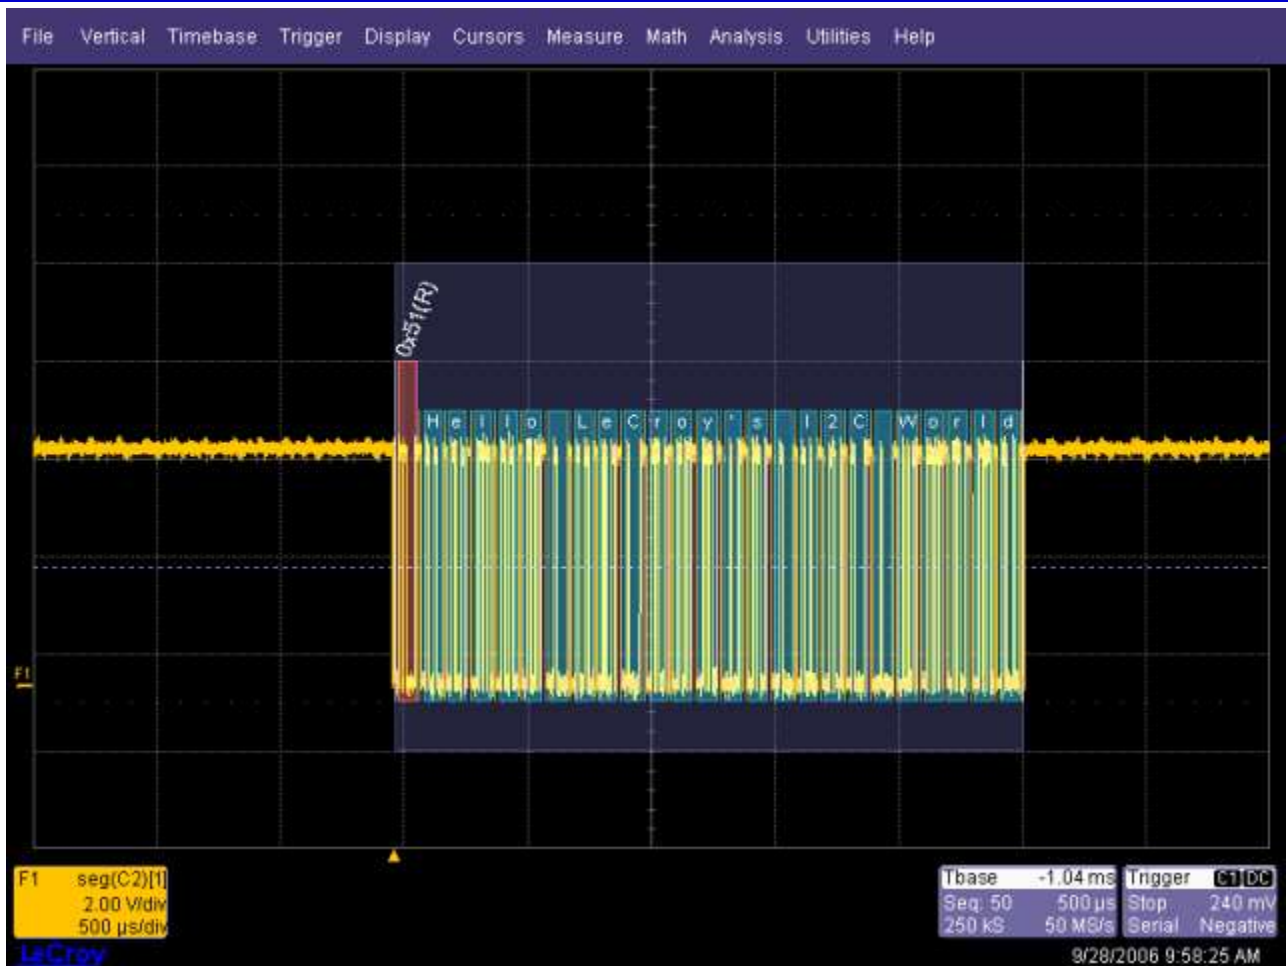 File Vertical Timebase Trigger Display Cursors Measure Math Analysis Utilities Help
0x51(R)
H e l l o L e C r o y ' s I 2 C W o r l d
F1
F1 seg(C2)[1]
2.00 V/div
500 µs/div
Tbase -1.04 ms
Seq: 50 500 µs
250 kS 50 MS/s
Trigger C1 DC
Stop 240 mV
Serial Negative
LeCroy
9/28/2006 9:58:25 AM